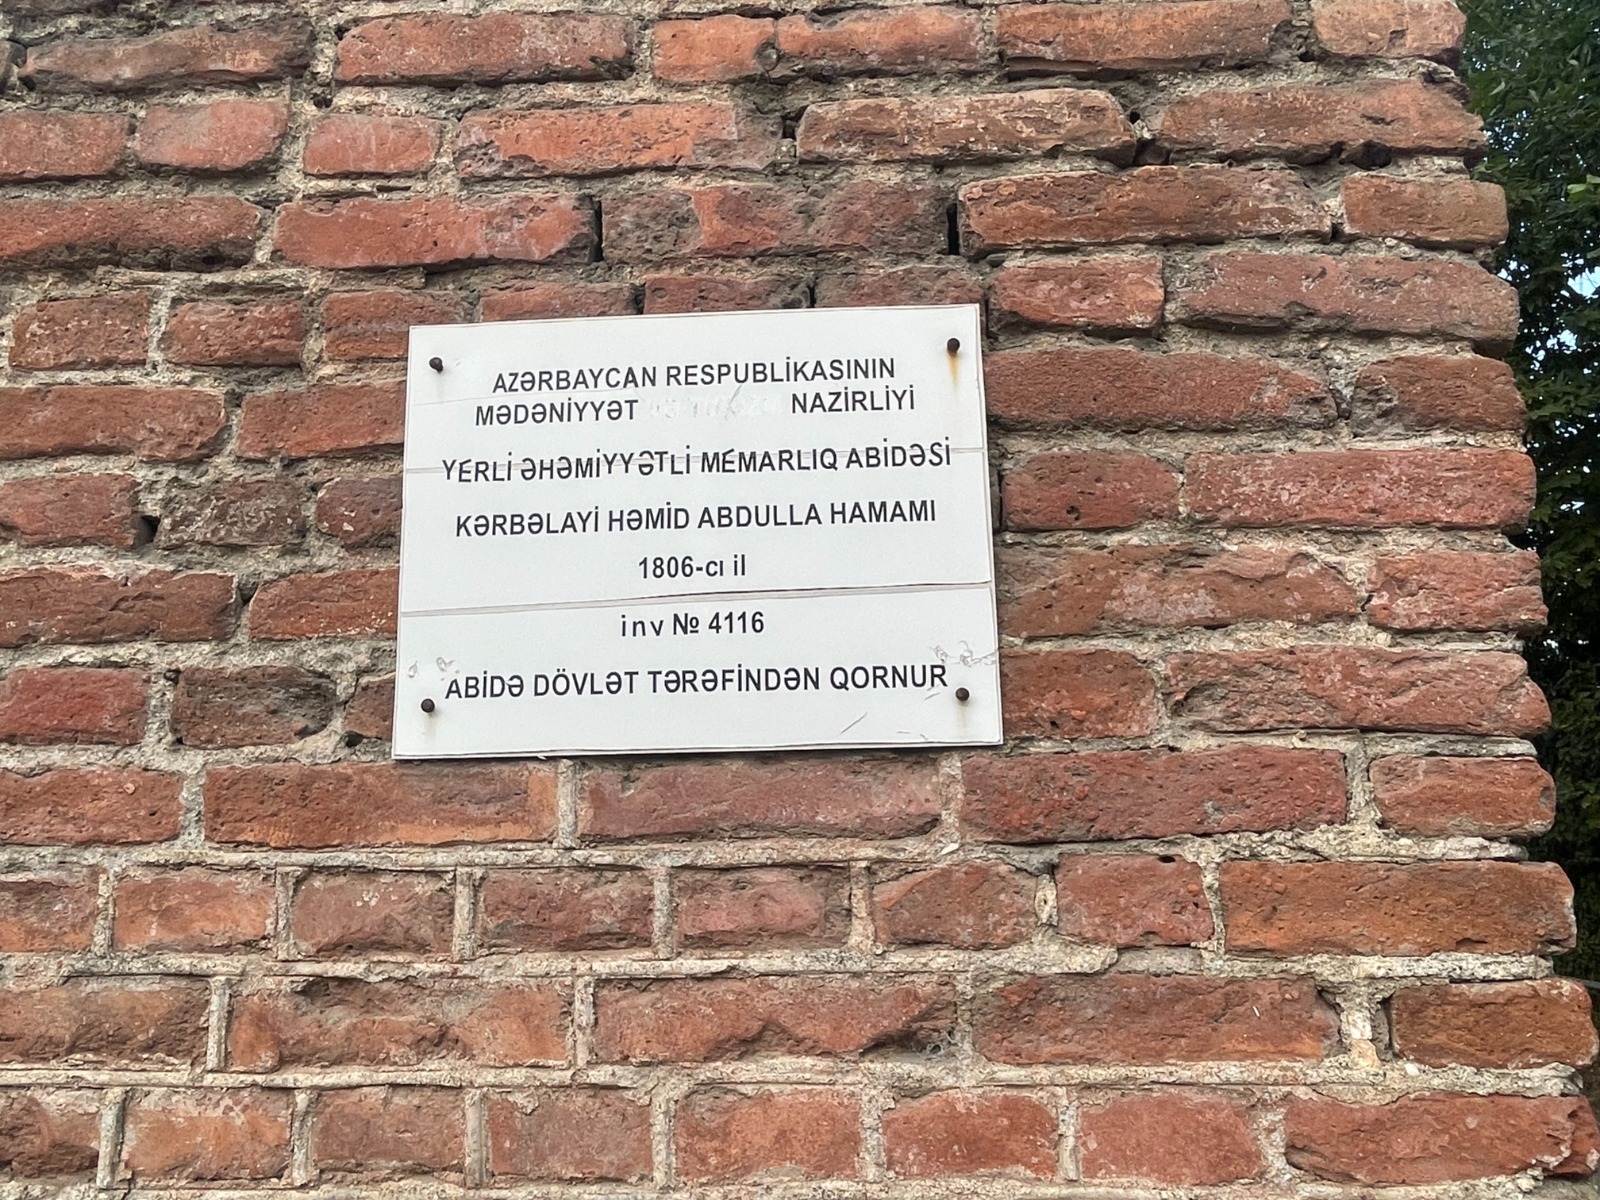 AZƏRBAYCAN RESPUBLİKASININ
MƏDƏNİYYƏT NAZİRLİYİ
YERLİ ƏHƏMİYYƏTLİ MEMARLIQ ABİDƏSİ
KƏRBƏLAYİ HƏMİD ABDULLA HAMAMI
1806-cı il
inv № 4116
ABİDƏ DÖVLƏT TƏRƏFİNDƏN QORNUR